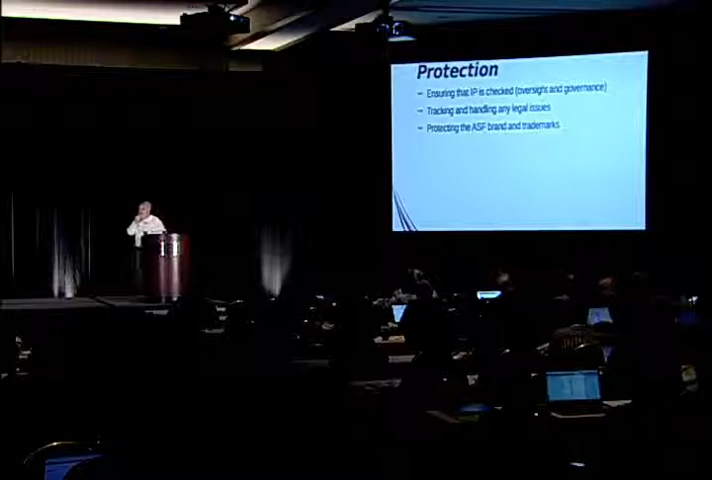 Protection
– Ensuring that IP is checked (oversight and governance)
– Tracking and handling any legal issues
– Protecting the ASF brand and trademarks